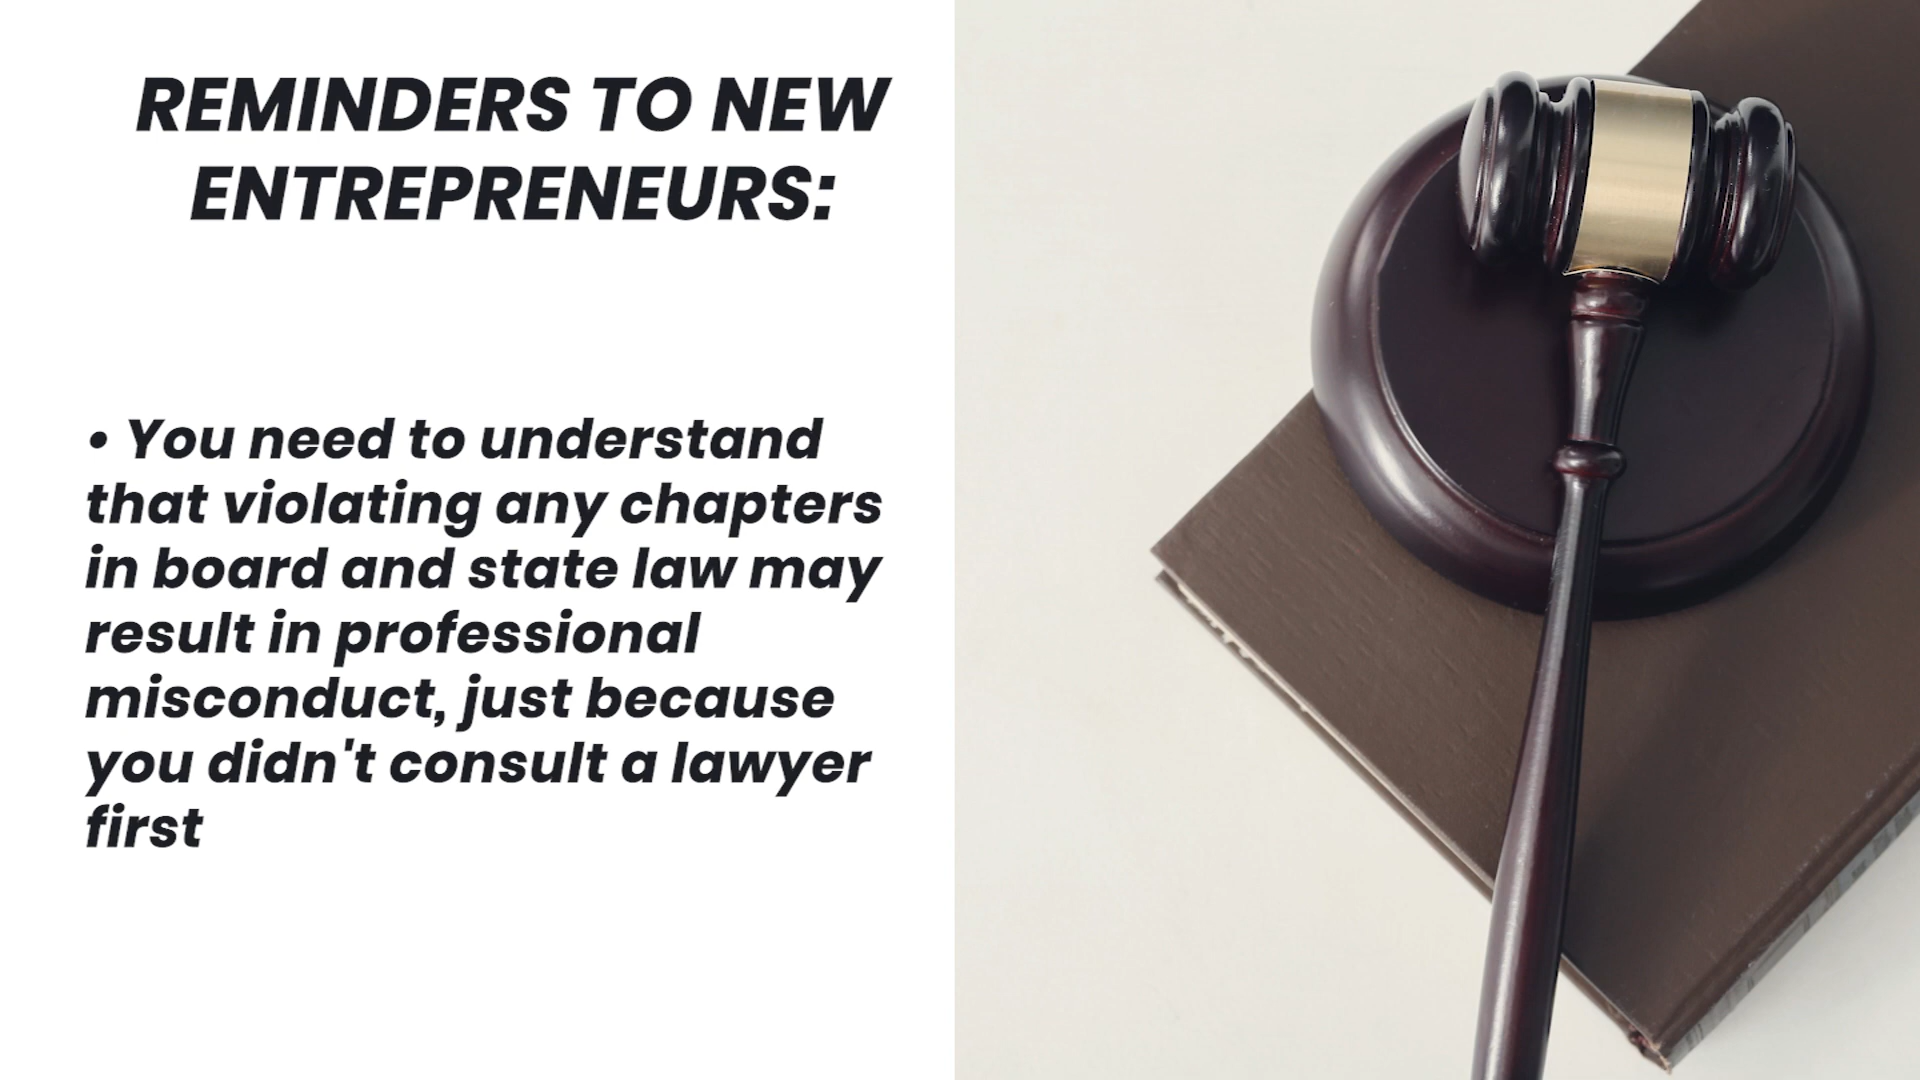 REMINDERS TO NEW
ENTREPRENEURS:
• You need to understand
that violating any chapters
in board and state law may
result in professional
misconduct, just because
you didn't consult a lawyer
first